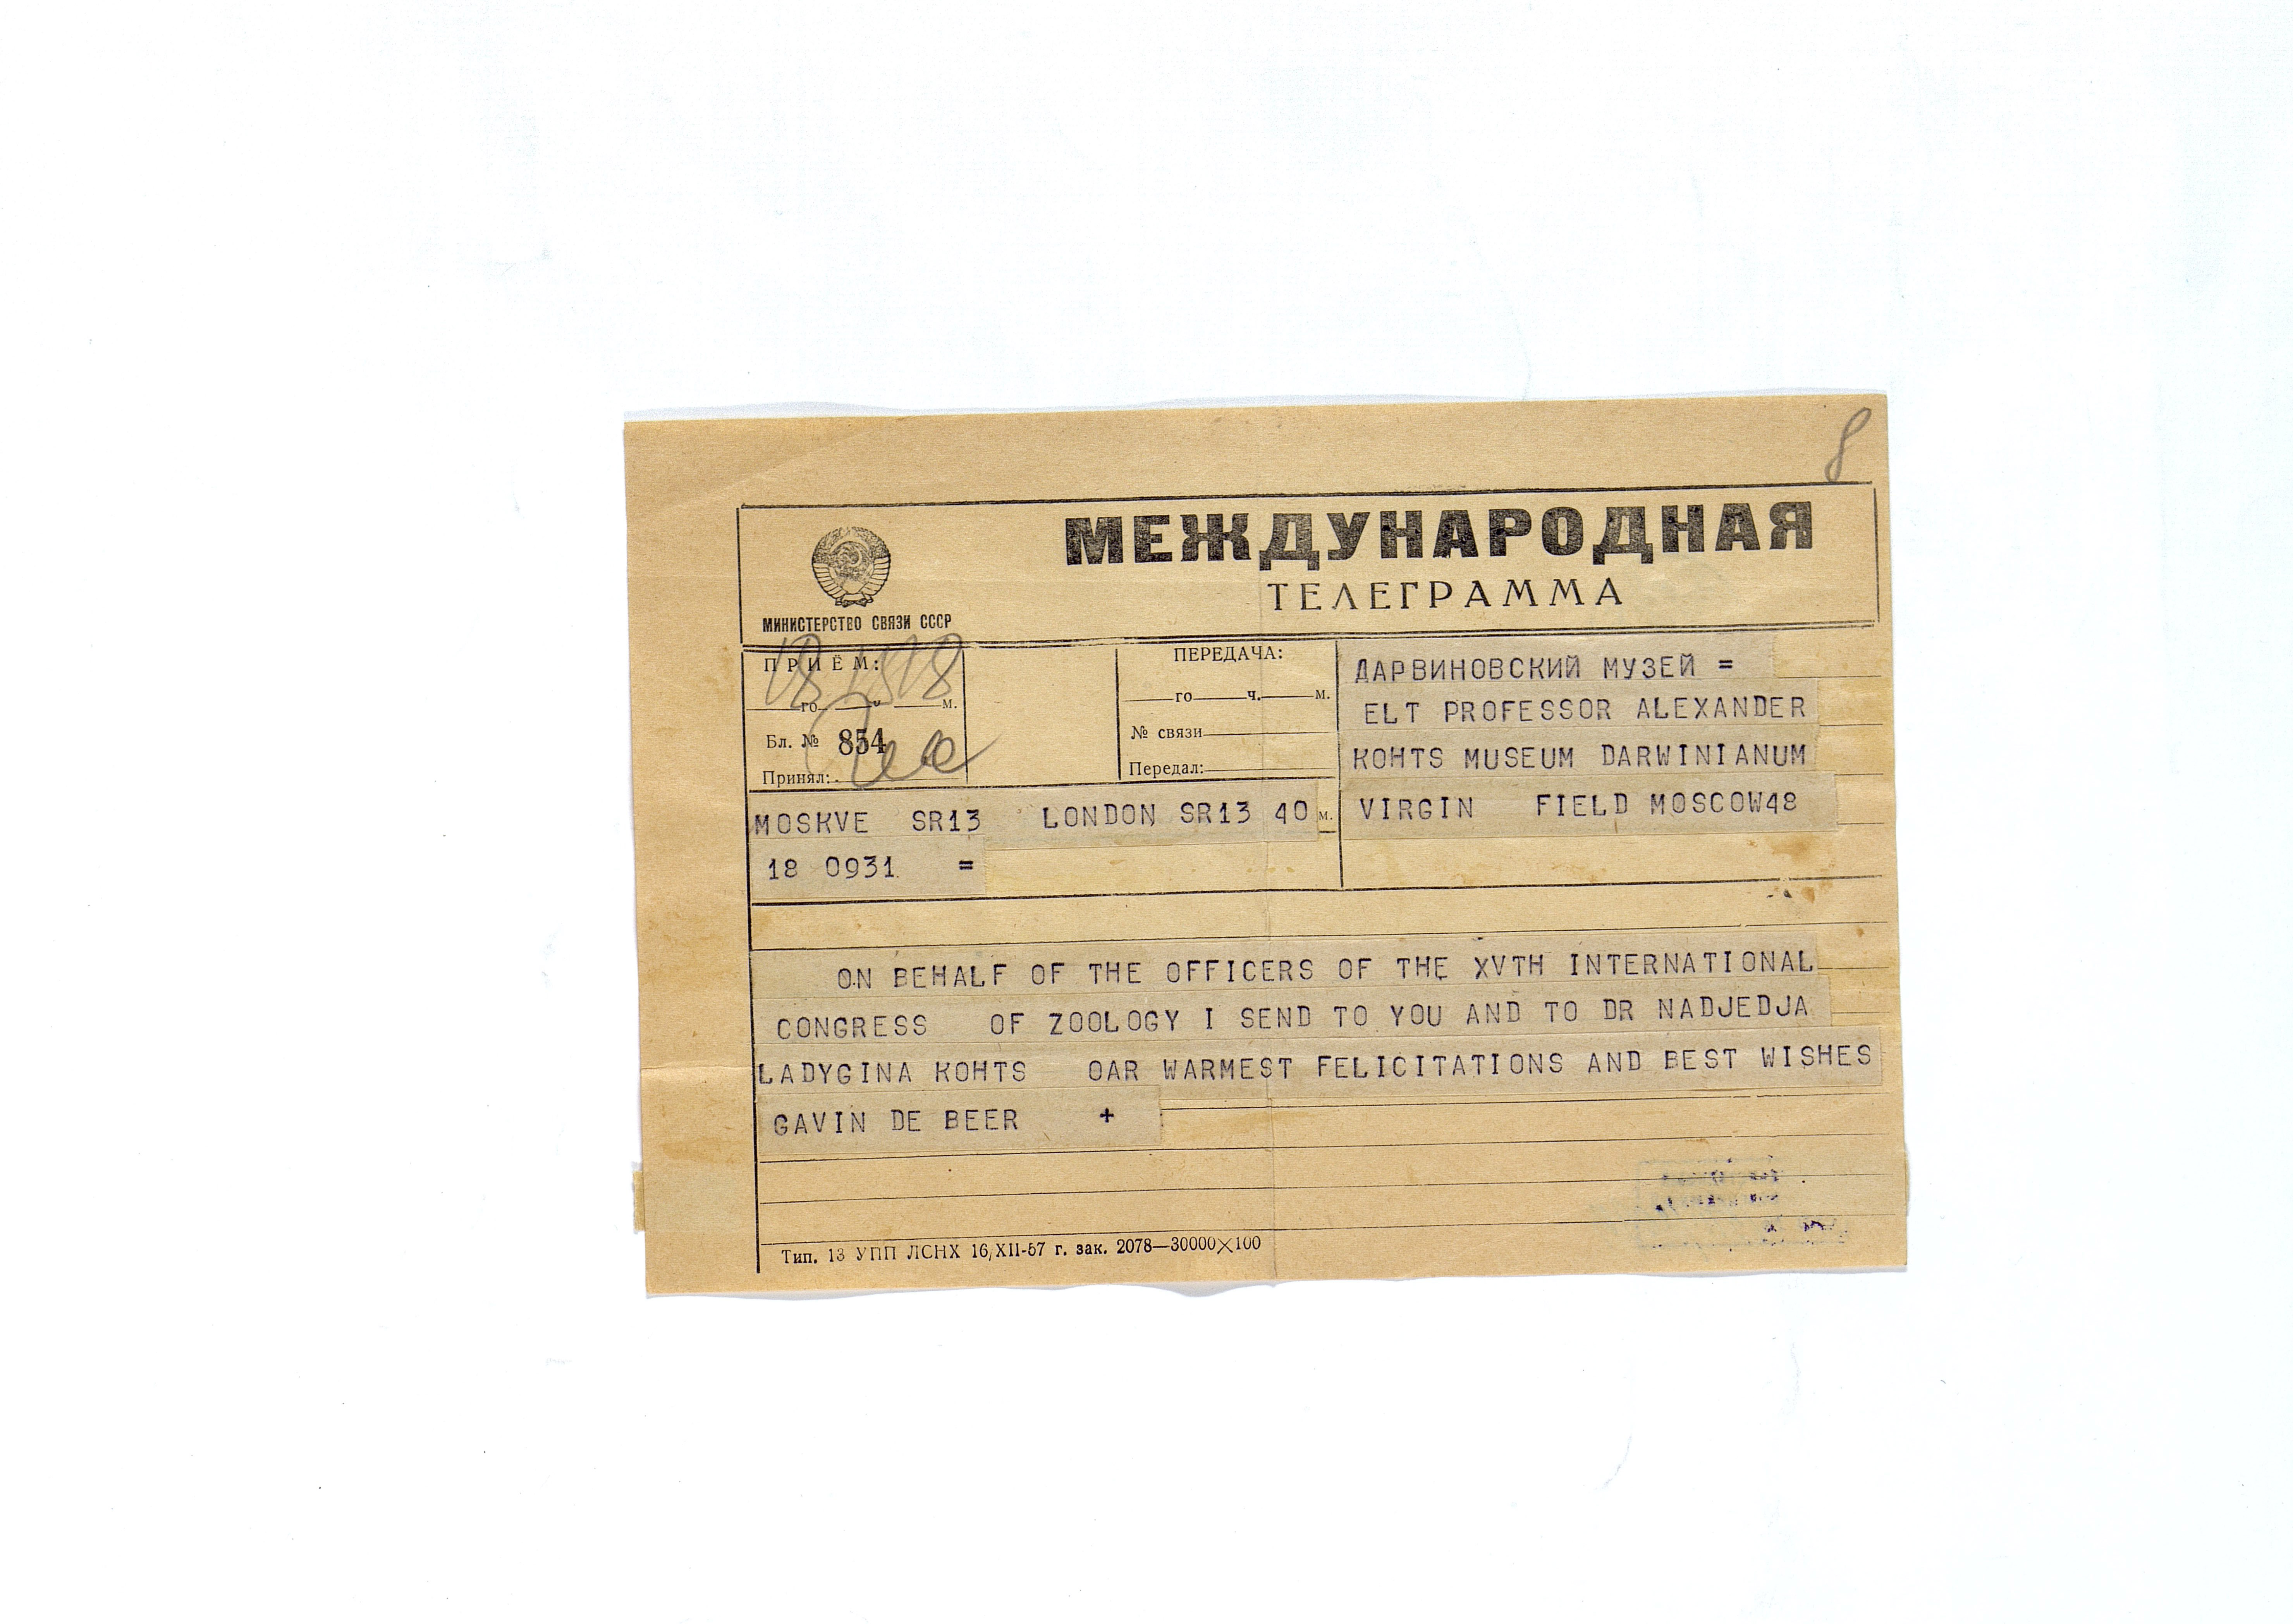 8
МЕЖДУНАРОДНАЯ
ТЕЛЕГРАММА
МИНИСТЕРСТВО СВЯЗИ СССР
ПРИЁМ:
го ч м.
Бл. № 854
Принял:
ПЕРЕДАЧА:
го ч. м.
№ связи
Передал:
ДАРВИНОВСКИЙ МУЗЕЙ =
ELT PROFESSOR ALEXANDER
KOHTS MUSEUM DARWINIANUM
VIRGIN FIELD MOSCOW48
MOSKVE SR13 LONDON SR13 40 м.
18 0931 =
ON BEHALF OF THE OFFICERS OF THE XVTH INTERNATIONAL
CONGRESS OF ZOOLOGY I SEND TO YOU AND TO DR NADJEDJA
LADYGINA KOHTS OAR WARMEST FELICITATIONS AND BEST WISHES
GAVIN DE BEER +
Тип. 13 УПП ЛСНХ 16/XII-57 г. зак. 2078—30000×100